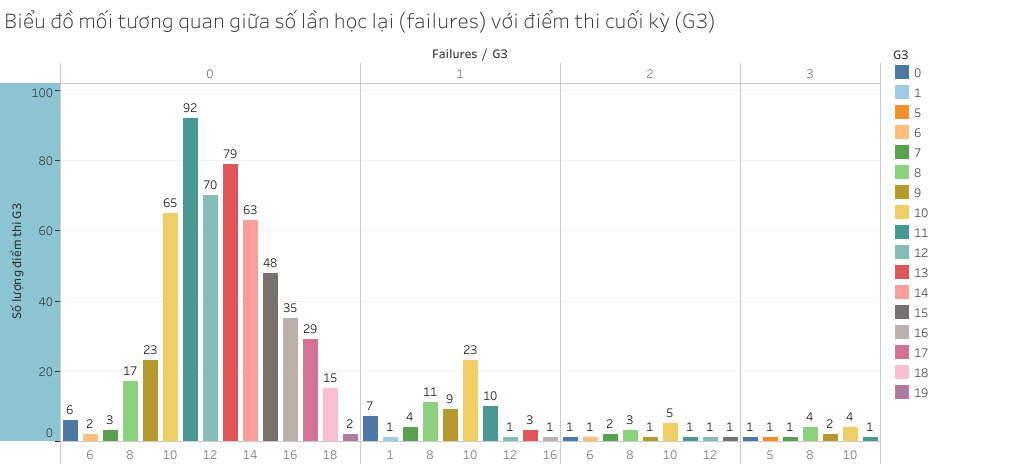 Biểu đồ mối tương quan giữa số lần học lại (failures) với điểm thi cuối kỳ (G3)
Failures / G3
0 1 2 3
Số lượng điểm thi G3
100
80
60
40
20
0
6 2 3 17 23 65 92 70 79 63 48 35 29 15 2
7 1 4 11 9 23 10 1 3 1
1 1 2 3 1 5 1 1 1
1 1 1 4 2 4 1
6 8 10 12 14 16 18 1 8 10 12 16 6 8 10 12 5 8 10
G3
0
1
5
6
7
8
9
10
11
12
13
14
15
16
17
18
19